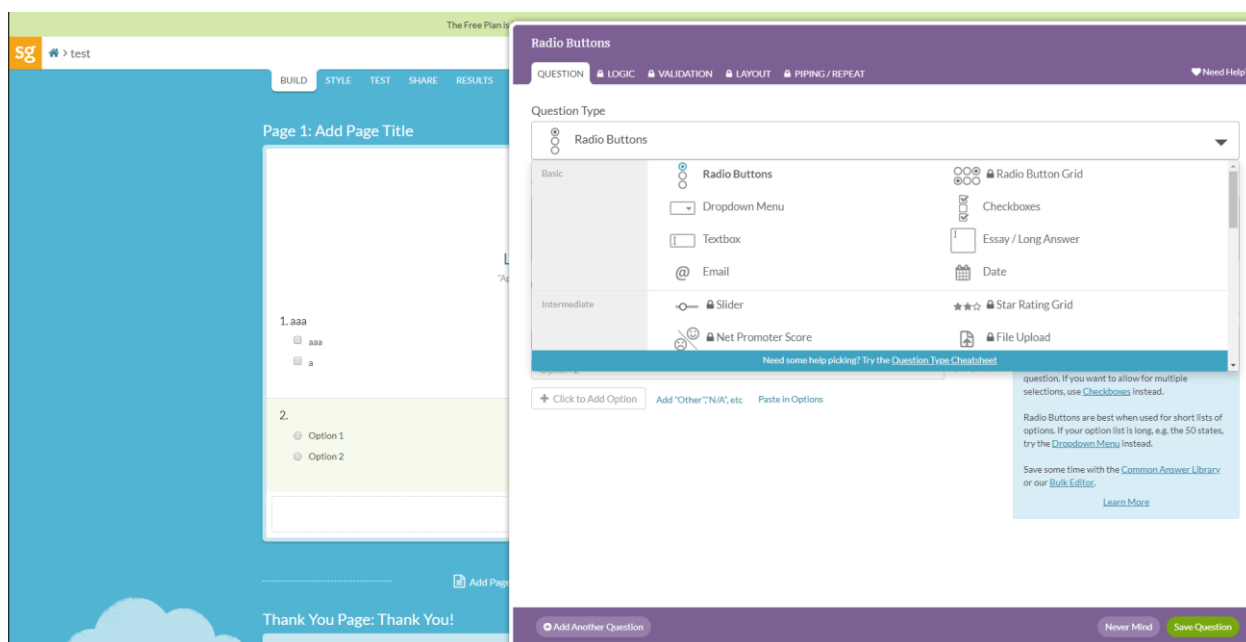 The Free Plan is
sg > test
BUILD STYLE TEST SHARE RESULTS
Page 1: Add Page Title
1. aaa
aaa
a
2.
Option 1
Option 2
Add Page
Thank You Page: Thank You!
Radio Buttons
QUESTION LOGIC VALIDATION LAYOUT PIPING / REPEAT
Need Help
Question Type
Radio Buttons
Basic
Radio Buttons Radio Button Grid
Dropdown Menu Checkboxes
Textbox Essay / Long Answer
@ Email Date
Intermediate
Slider Star Rating Grid
Net Promoter Score File Upload
Need some help picking? Try the Question Type Cheatsheet
+ Click to Add Option Add "Other","N/A", etc Paste in Options
question. If you want to allow for multiple
selections, use Checkboxes instead.
Radio Buttons are best when used for short lists of
options. If your option list is long, e.g. the 50 states,
try the Dropdown Menu instead.
Save some time with the Common Answer Library
or our Bulk Editor.
Learn More
Add Another Question
Never Mind Save Question